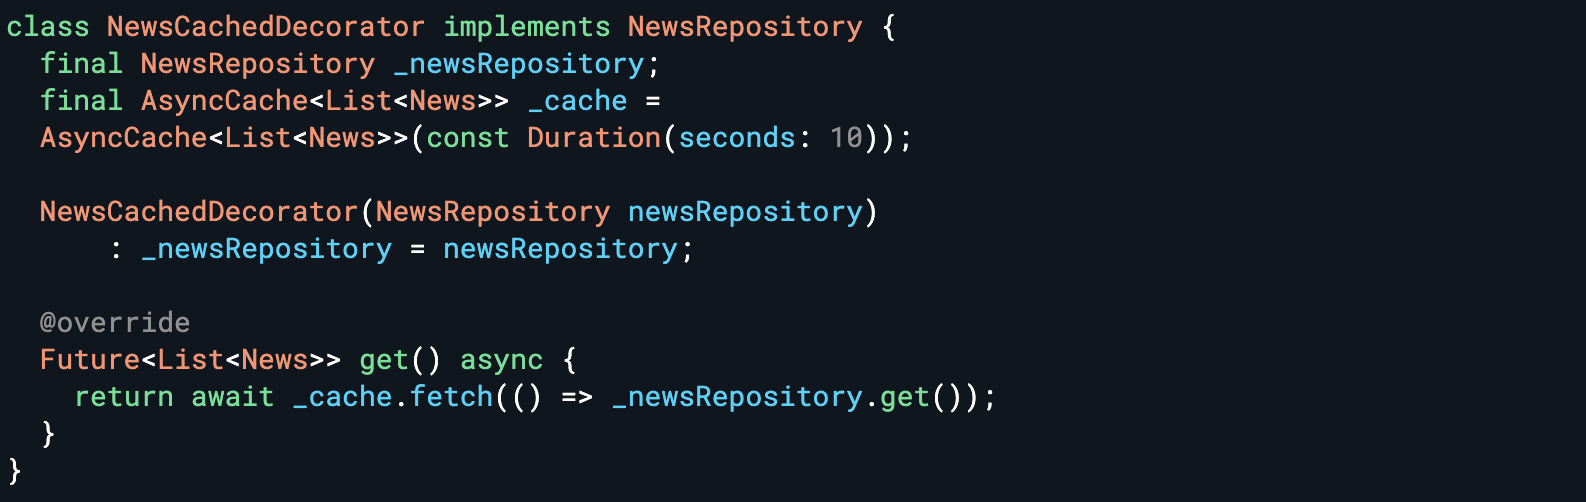 class NewsCachedDecorator implements NewsRepository {
  final NewsRepository _newsRepository;
  final AsyncCache<List<News>> _cache =
  AsyncCache<List<News>>(const Duration(seconds: 10));

  NewsCachedDecorator(NewsRepository newsRepository)
      : _newsRepository = newsRepository;

  @override
  Future<List<News>> get() async {
    return await _cache.fetch(() => _newsRepository.get());
  }
}